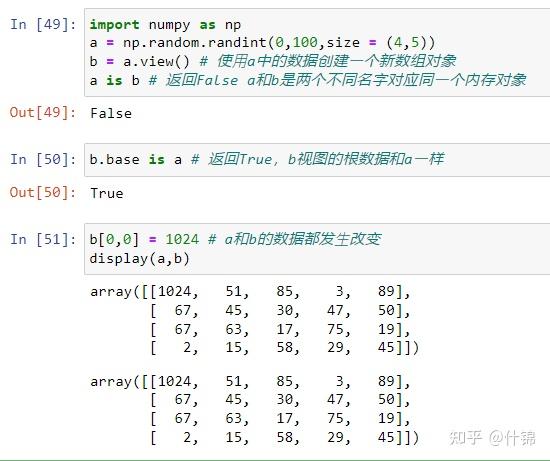 In [49]: import numpy as np
a = np.random.randint(0,100,size = (4,5))
b = a.view() # 使用a中的数据创建一个新数组对象
a is b # 返回False a和b是两个不同名字对应同一个内存对象
Out[49]: False
In [50]: b.base is a # 返回True，b视图的根数据和a一样
Out[50]: True
In [51]: b[0,0] = 1024 # a和b的数据都发生改变
display(a,b)
array([[1024, 51, 85, 3, 89],
[ 67, 45, 30, 47, 50],
[ 67, 63, 17, 75, 19],
[ 2, 15, 58, 29, 45]])
array([[1024, 51, 85, 3, 89],
[ 67, 45, 30, 47, 50],
[ 67, 63, 17, 75, 19],
[ 2, 15, 58, 29, 45]])
知乎 @什锦